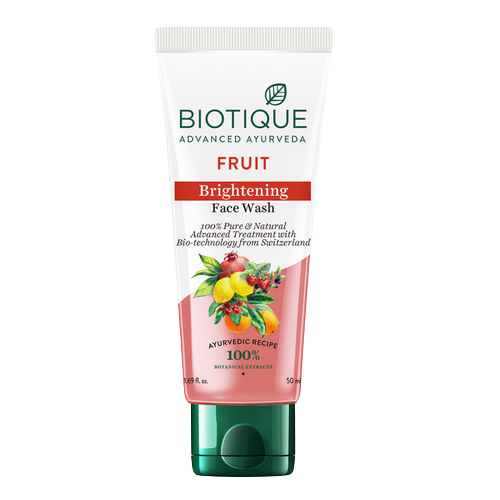 BIOTIQUE
ADVANCED AYURVEDA
FRUIT
Brightening
Face Wash
100% Pure & Natural
Advanced Treatment with
Bio-technology from Switzerland
AYURVEDIC RECIPE
100%
BOTANICAL EXTRACTS
1.69 fl. oz. 50 ml